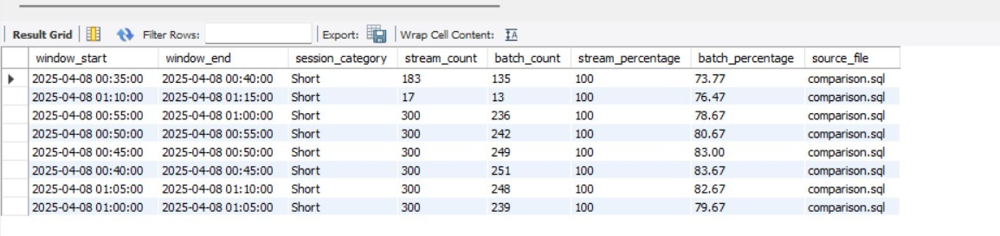 Result Grid Filter Rows: Export: Wrap Cell Content:
window_start window_end session_category stream_count batch_count stream_percentage batch_percentage source_file
2025-04-08 00:35:00 2025-04-08 00:40:00 Short 183 135 100 73.77 comparison.sql
2025-04-08 01:10:00 2025-04-08 01:15:00 Short 17 13 100 76.47 comparison.sql
2025-04-08 00:55:00 2025-04-08 01:00:00 Short 300 236 100 78.67 comparison.sql
2025-04-08 00:50:00 2025-04-08 00:55:00 Short 300 242 100 80.67 comparison.sql
2025-04-08 00:45:00 2025-04-08 00:50:00 Short 300 249 100 83.00 comparison.sql
2025-04-08 00:40:00 2025-04-08 00:45:00 Short 300 251 100 83.67 comparison.sql
2025-04-08 01:05:00 2025-04-08 01:10:00 Short 300 248 100 82.67 comparison.sql
2025-04-08 01:00:00 2025-04-08 01:05:00 Short 300 239 100 79.67 comparison.sql